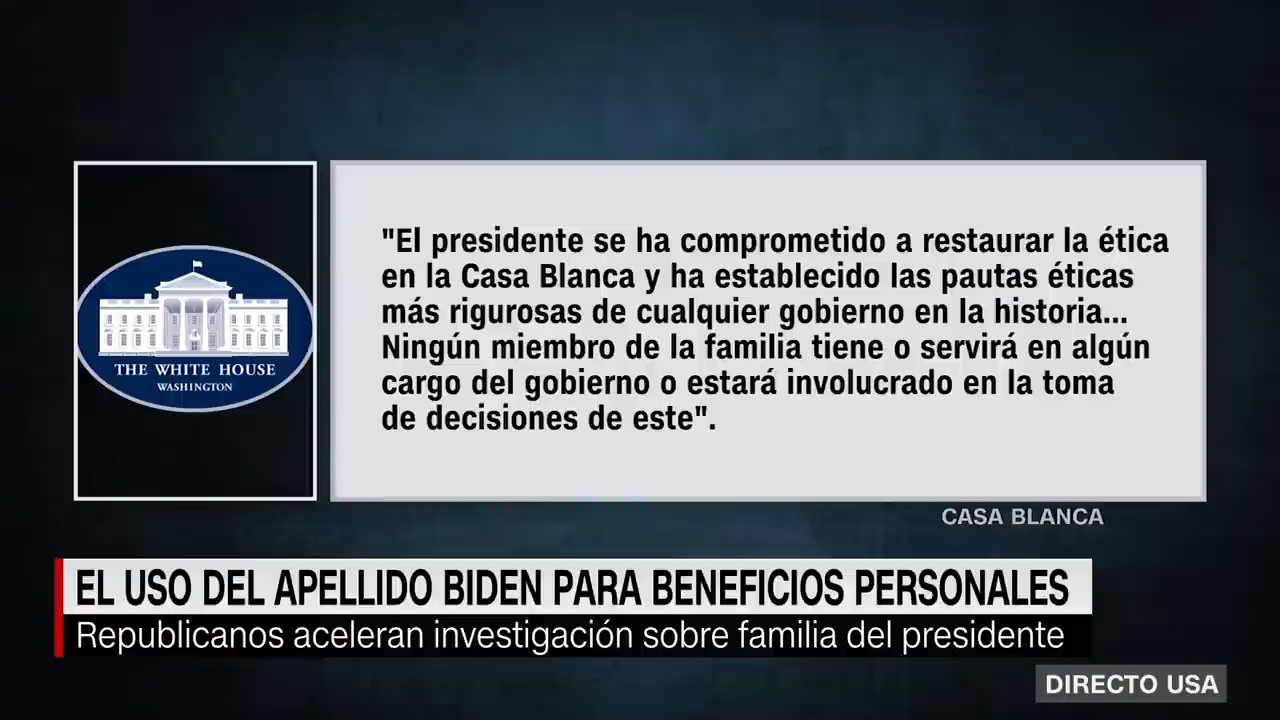 "El presidente se ha comprometido a restaurar la ética
en la Casa Blanca y ha establecido las pautas éticas
más rigurosas de cualquier gobierno en la historia...
Ningún miembro de la familia tiene o servirá en algún
cargo del gobierno o estará involucrado en la toma
de decisiones de este".
THE WHITE HOUSE
WASHINGTON
CASA BLANCA
EL USO DEL APELLIDO BIDEN PARA BENEFICIOS PERSONALES
Republicanos aceleran investigación sobre familia del presidente
DIRECTO USA